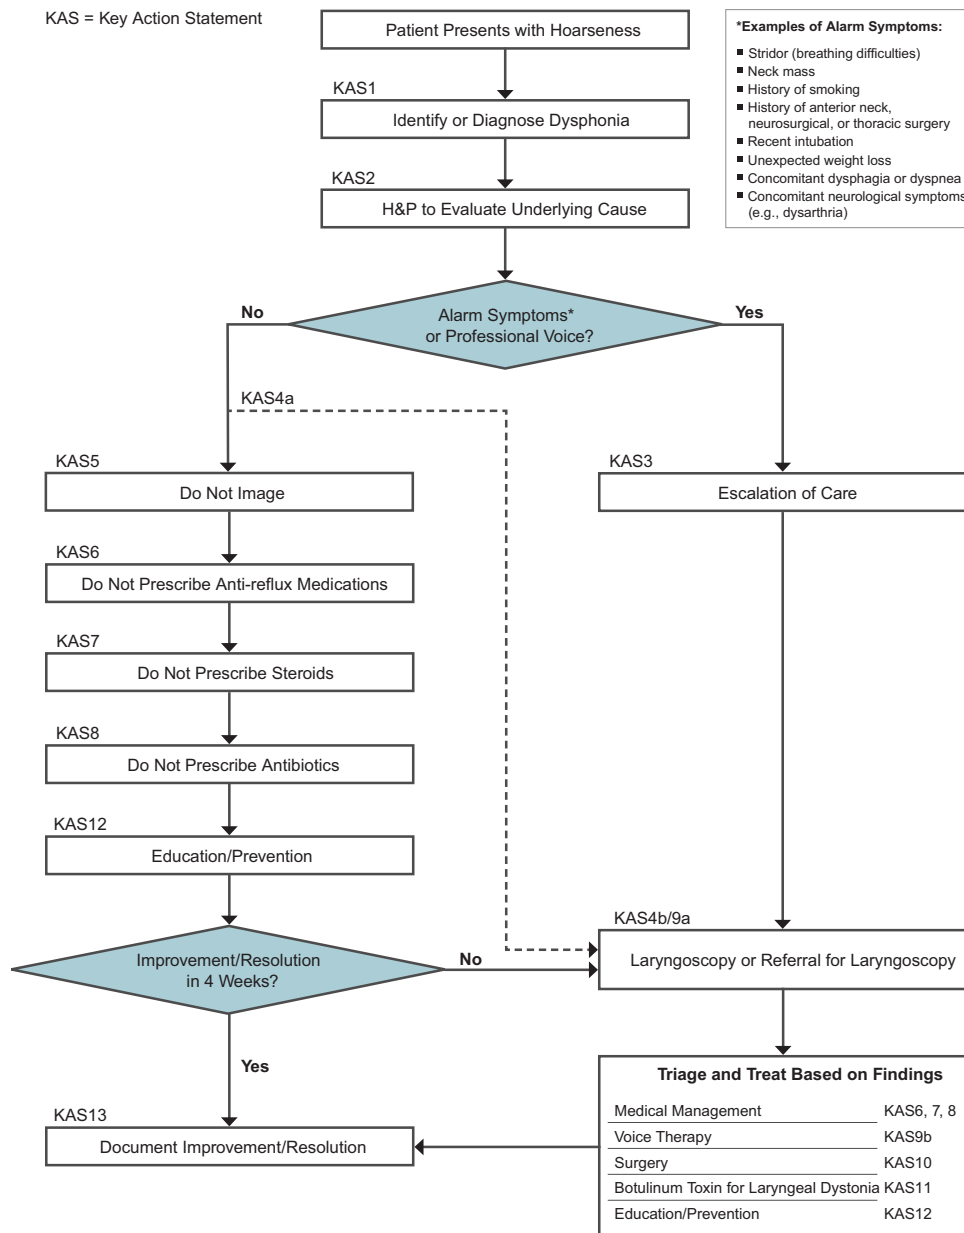 KAS = Key Action Statement
Patient Presents with Hoarseness
*Examples of Alarm Symptoms:
■ Stridor (breathing difficulties)
■ Neck mass
■ History of smoking
■ History of anterior neck,
neurosurgical, or thoracic surgery
■ Recent intubation
■ Unexpected weight loss
■ Concomitant dysphagia or dyspnea
■ Concomitant neurological symptoms
(e.g., dysarthria)
KAS1
Identify or Diagnose Dysphonia
KAS2
H&P to Evaluate Underlying Cause
Alarm Symptoms*
or Professional Voice?
No
Yes
KAS4a
KAS5
Do Not Image
KAS3
Escalation of Care
KAS6
Do Not Prescribe Anti-reflux Medications
KAS7
Do Not Prescribe Steroids
KAS8
Do Not Prescribe Antibiotics
KAS12
Education/Prevention
Improvement/Resolution
in 4 Weeks?
No
Yes
KAS4b/9a
Laryngoscopy or Referral for Laryngoscopy
KAS13
Document Improvement/Resolution
Triage and Treat Based on Findings
Medical Management KAS6, 7, 8
Voice Therapy KAS9b
Surgery KAS10
Botulinum Toxin for Laryngeal Dystonia KAS11
Education/Prevention KAS12